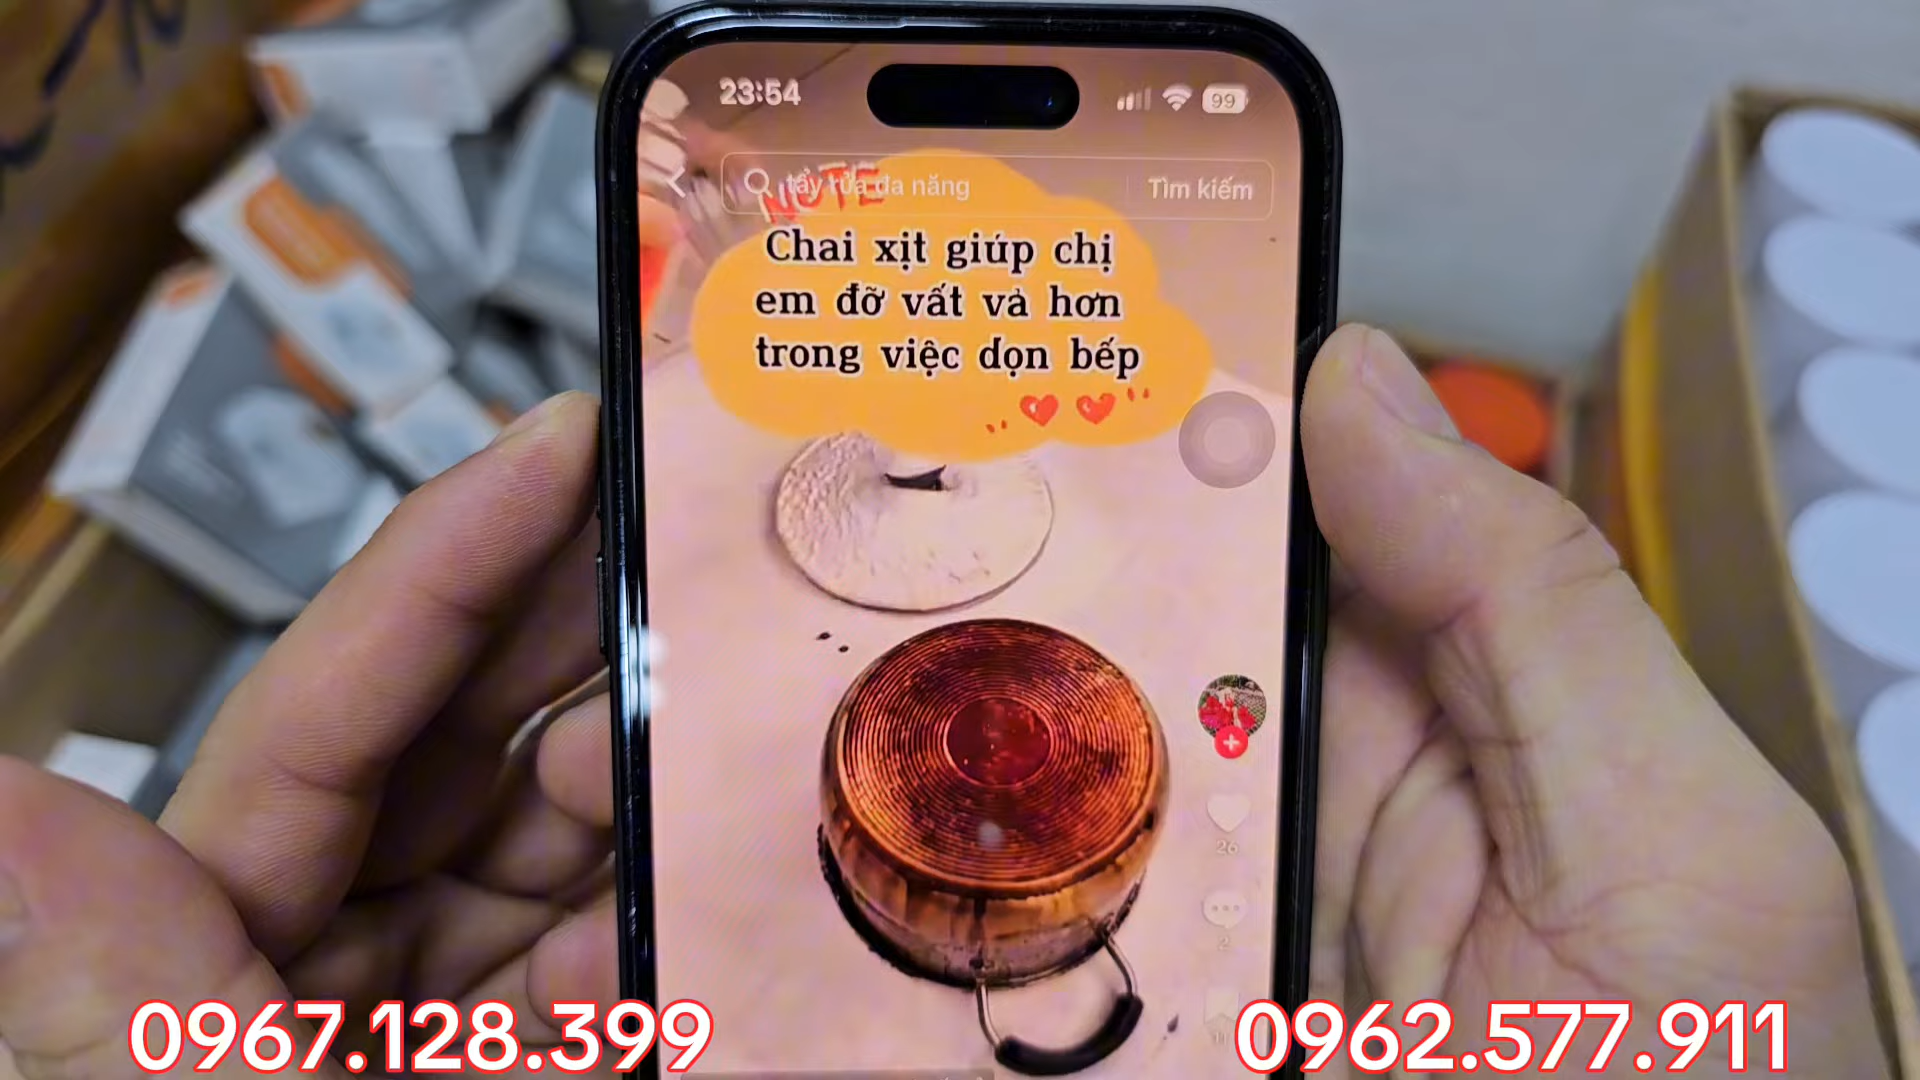 23:54
99
NOTE
tẩy rửa đa năng
Tìm kiếm
Chai xịt giúp chị
em đỡ vất vả hơn
trong việc dọn bếp
26
2
0967.128.399
0962.577.911